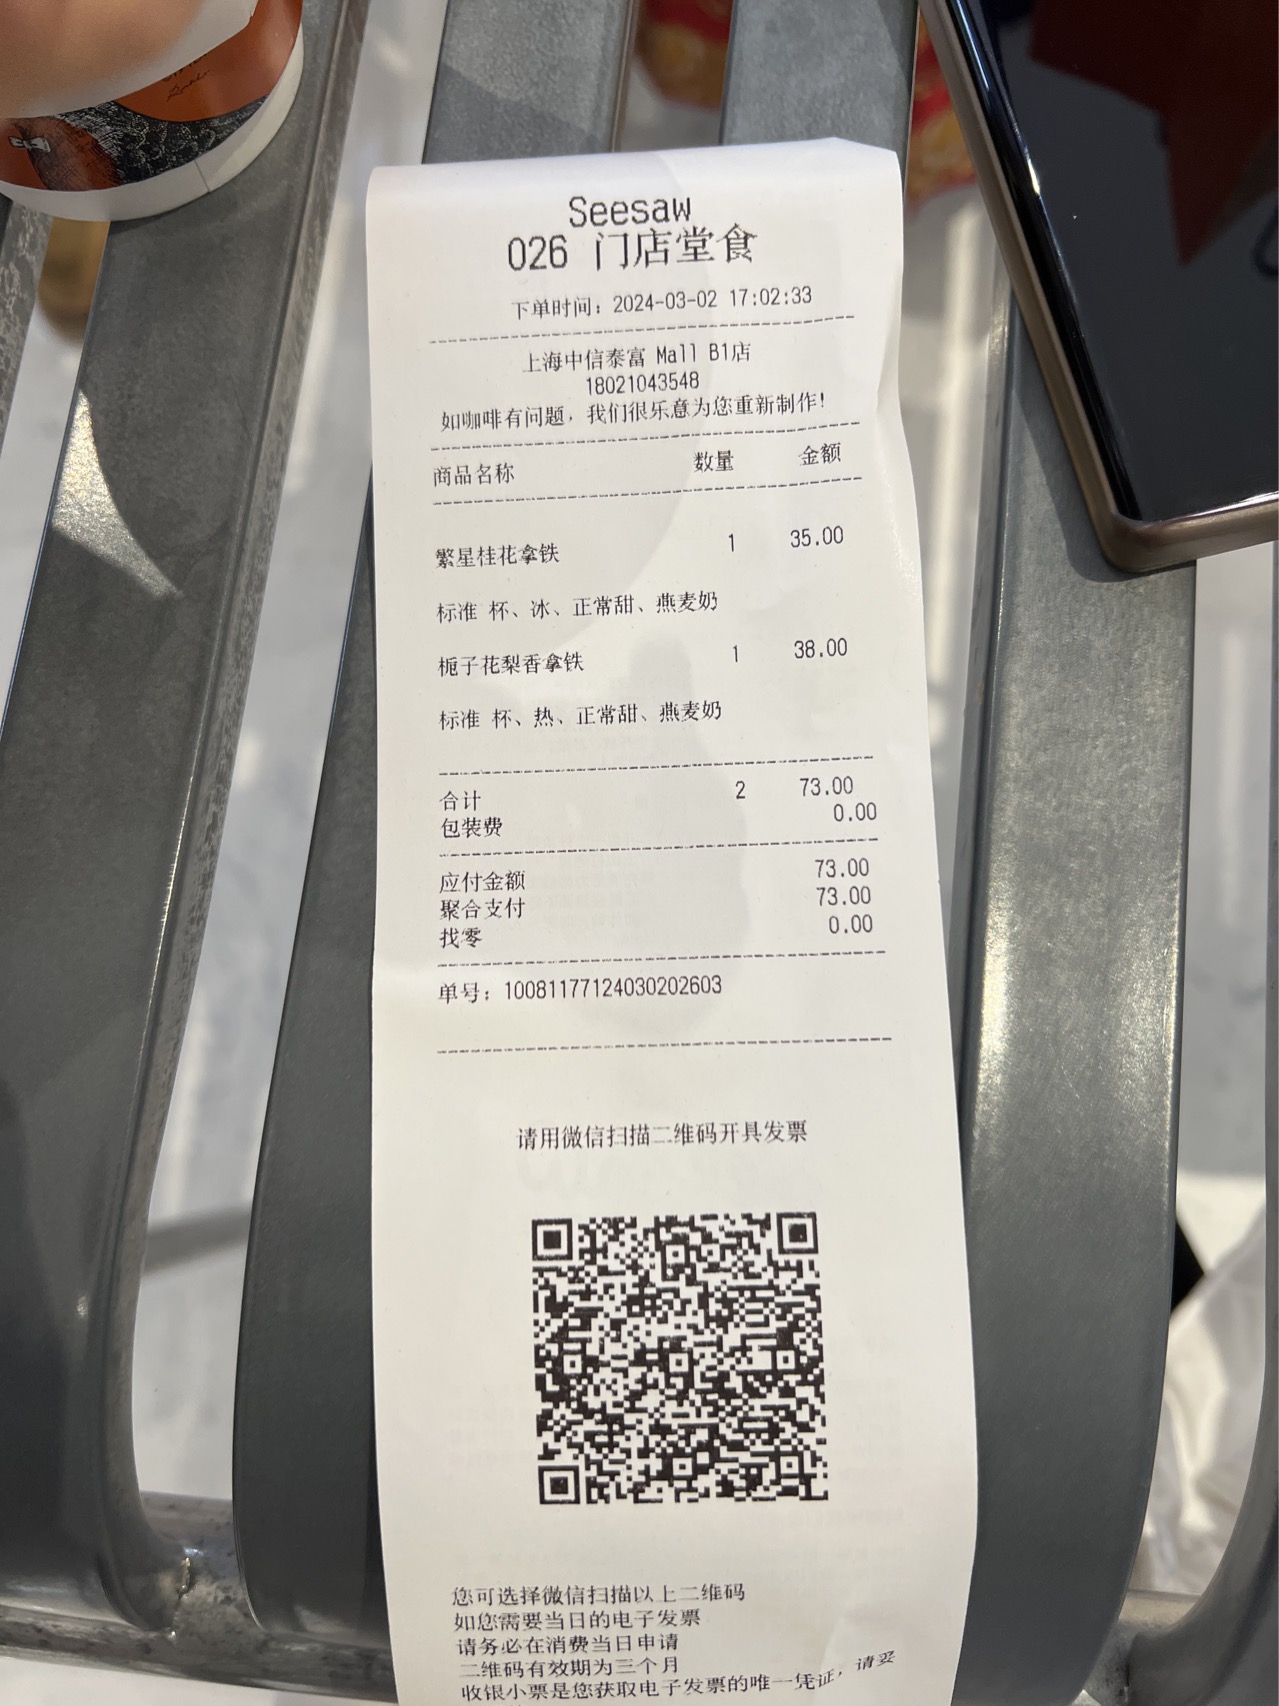 Seesaw
026 门店堂食
下单时间：2024-03-02 17:02:33
上海中信泰富 Mall B1店
18021043548
如咖啡有问题，我们很乐意为您重新制作！
商品名称 数量 金额
繁星桂花拿铁 1 35.00
标准 杯、冰、正常甜、燕麦奶
栀子花梨香拿铁 1 38.00
标准 杯、热、正常甜、燕麦奶
合计 2 73.00
包装费 0.00
应付金额 73.00
聚合支付 73.00
找零 0.00
单号：10081177124030202603
请用微信扫描二维码开具发票
您可选择微信扫描以上二维码
如您需要当日的电子发票
请务必在消费当日申请
二维码有效期为三个月
收银小票是您获取电子发票的唯一凭证，请妥